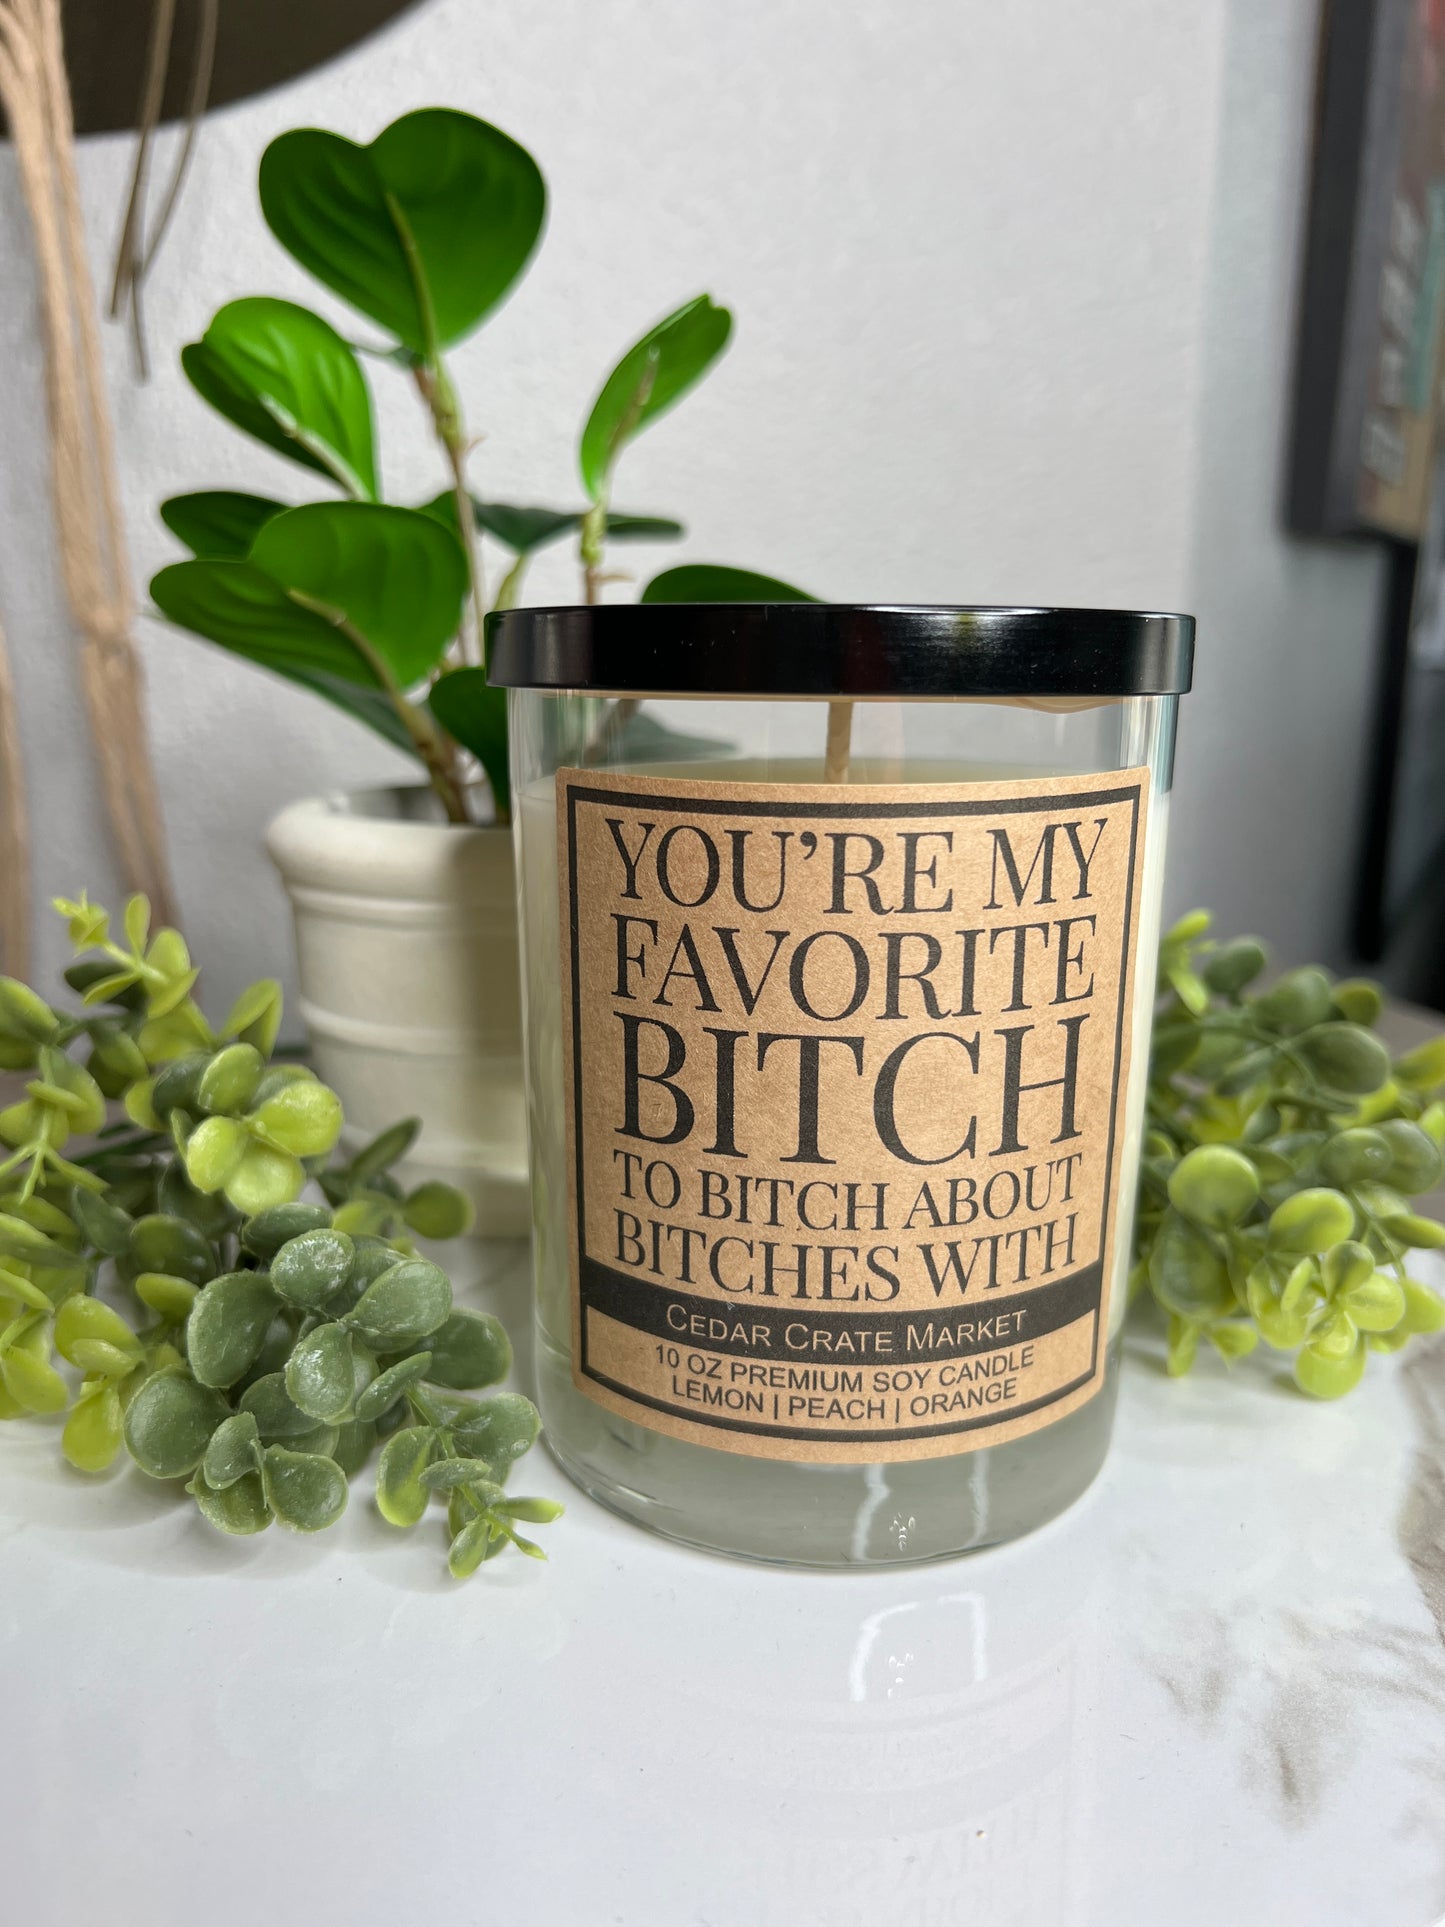 YOU'RE MY
FAVORITE
BITCH
TO BITCH ABOUT
BITCHES WITH
CEDAR CRATE MARKET
10 OZ PREMIUM SOY CANDLE
LEMON | PEACH | ORANGE